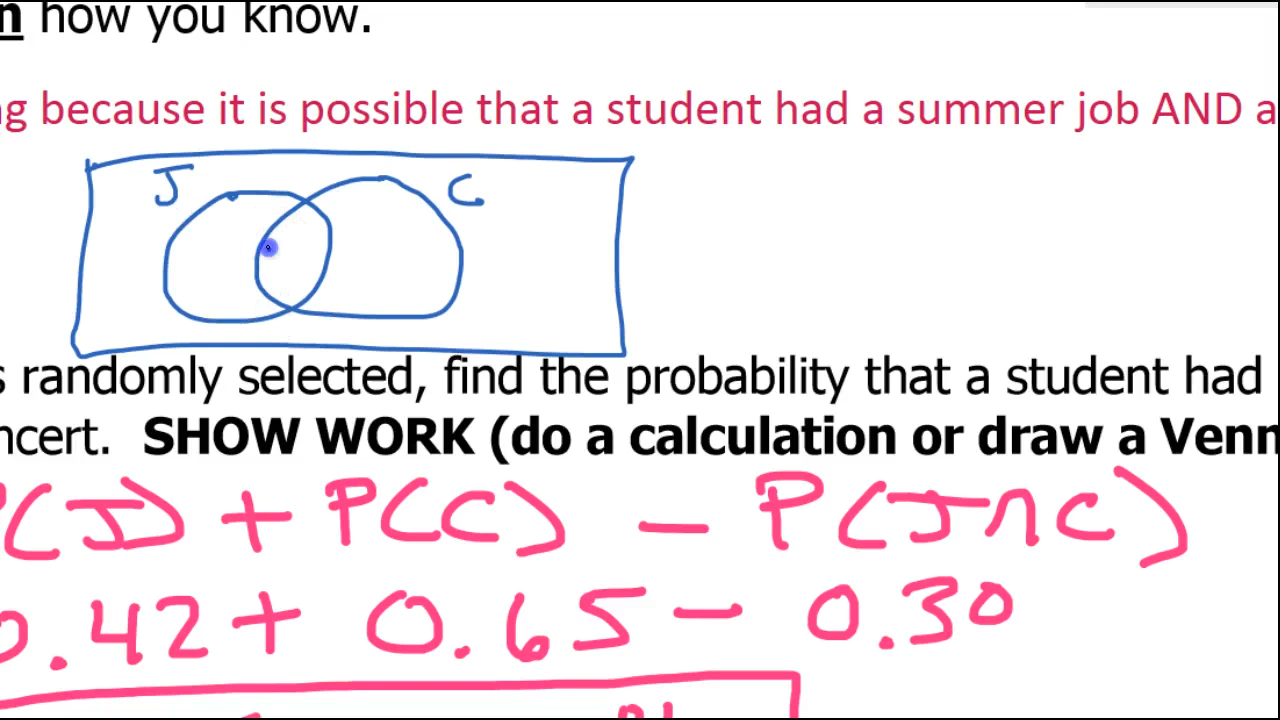 n how you know.
g because it is possible that a student had a summer job AND a
J C
s randomly selected, find the probability that a student had
ncert. SHOW WORK (do a calculation or draw a Venn
P(J) + P(C) - P(J∩C)
0.42 + 0.65 - 0.30